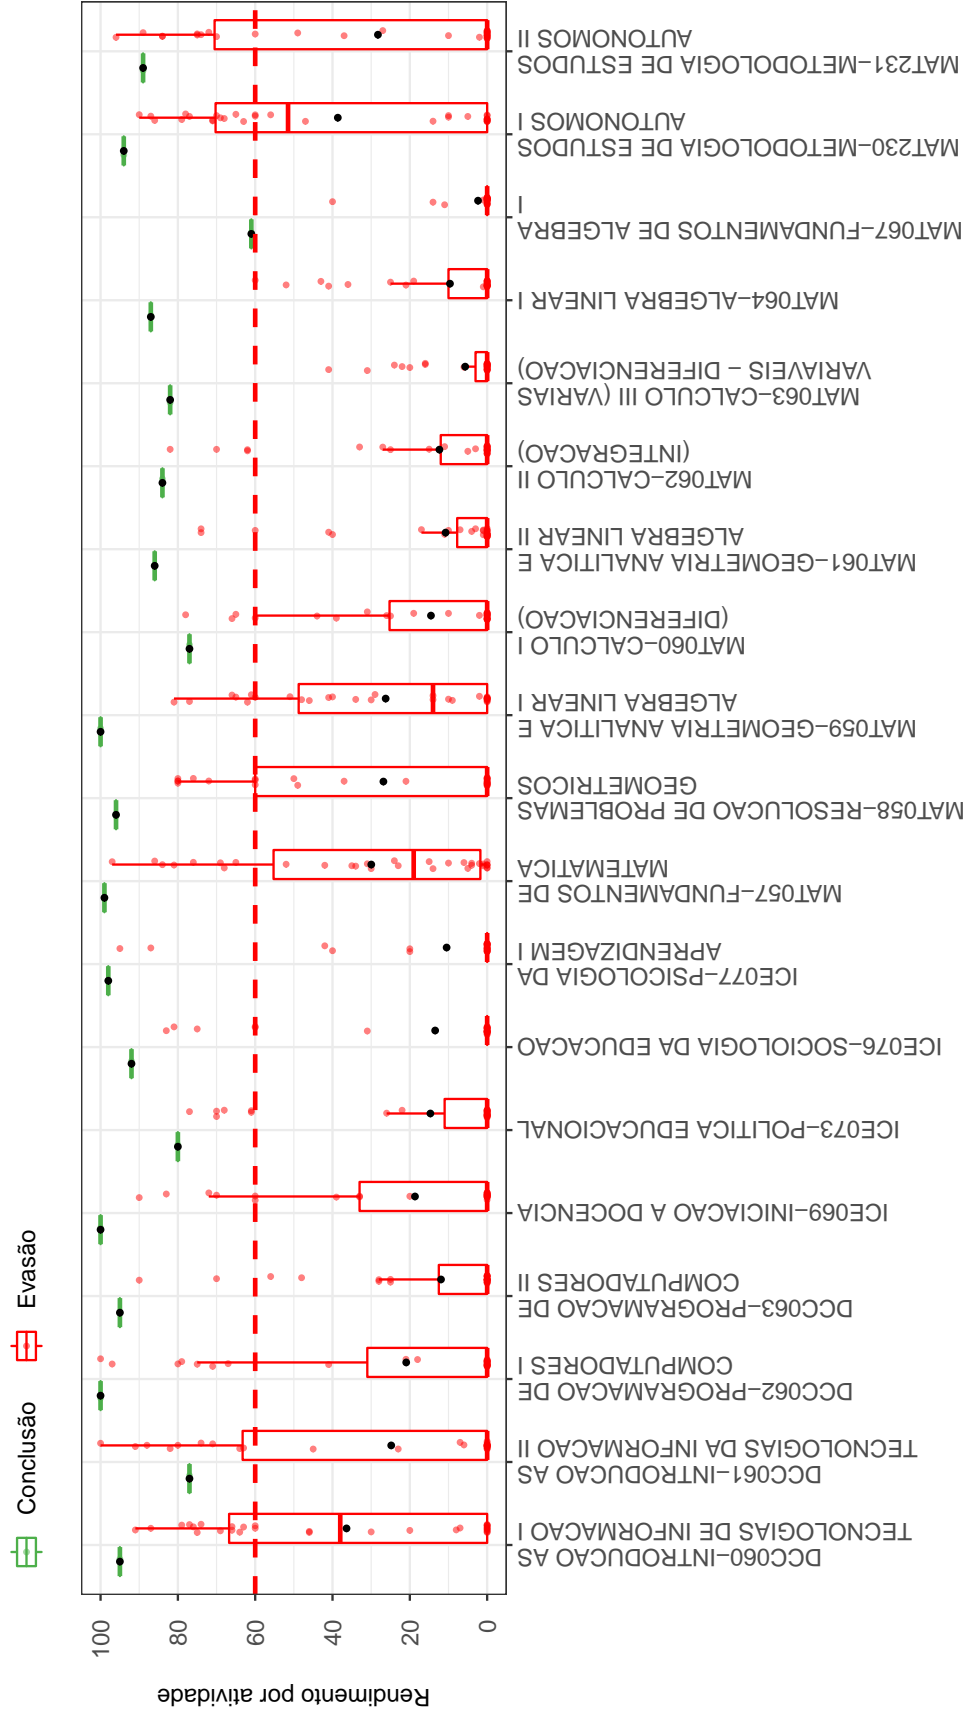 Conclusão
Evasão
Rendimento por atividade
0
20
40
60
80
100
DCC060−INTRODUCAO AS
TECNOLOGIAS DE INFORMACAO I
DCC061−INTRODUCAO AS
TECNOLOGIAS DA INFORMACAO II
DCC062−PROGRAMACAO DE
COMPUTADORES I
DCC063−PROGRAMACAO DE
COMPUTADORES II
ICE069−INICIACAO A DOCENCIA
ICE073−POLITICA EDUCACIONAL
ICE076−SOCIOLOGIA DA EDUCACAO
ICE077−PSICOLOGIA DA
APRENDIZAGEM I
MAT057−FUNDAMENTOS DE
MATEMATICA
MAT058−RESOLUCAO DE PROBLEMAS
GEOMETRICOS
MAT059−GEOMETRIA ANALITICA E
ALGEBRA LINEAR I
MAT060−CALCULO I
(DIFERENCIACAO)
MAT061−GEOMETRIA ANALITICA E
ALGEBRA LINEAR II
MAT062−CALCULO II
(INTEGRACAO)
MAT063−CALCULO III (VARIAS
VARIAVEIS − DIFERENCIACAO)
MAT064−ALGEBRA LINEAR I
MAT067−FUNDAMENTOS DE ALGEBRA
I
MAT230−METODOLOGIA DE ESTUDOS
AUTONOMOS I
MAT231−METODOLOGIA DE ESTUDOS
AUTONOMOS II